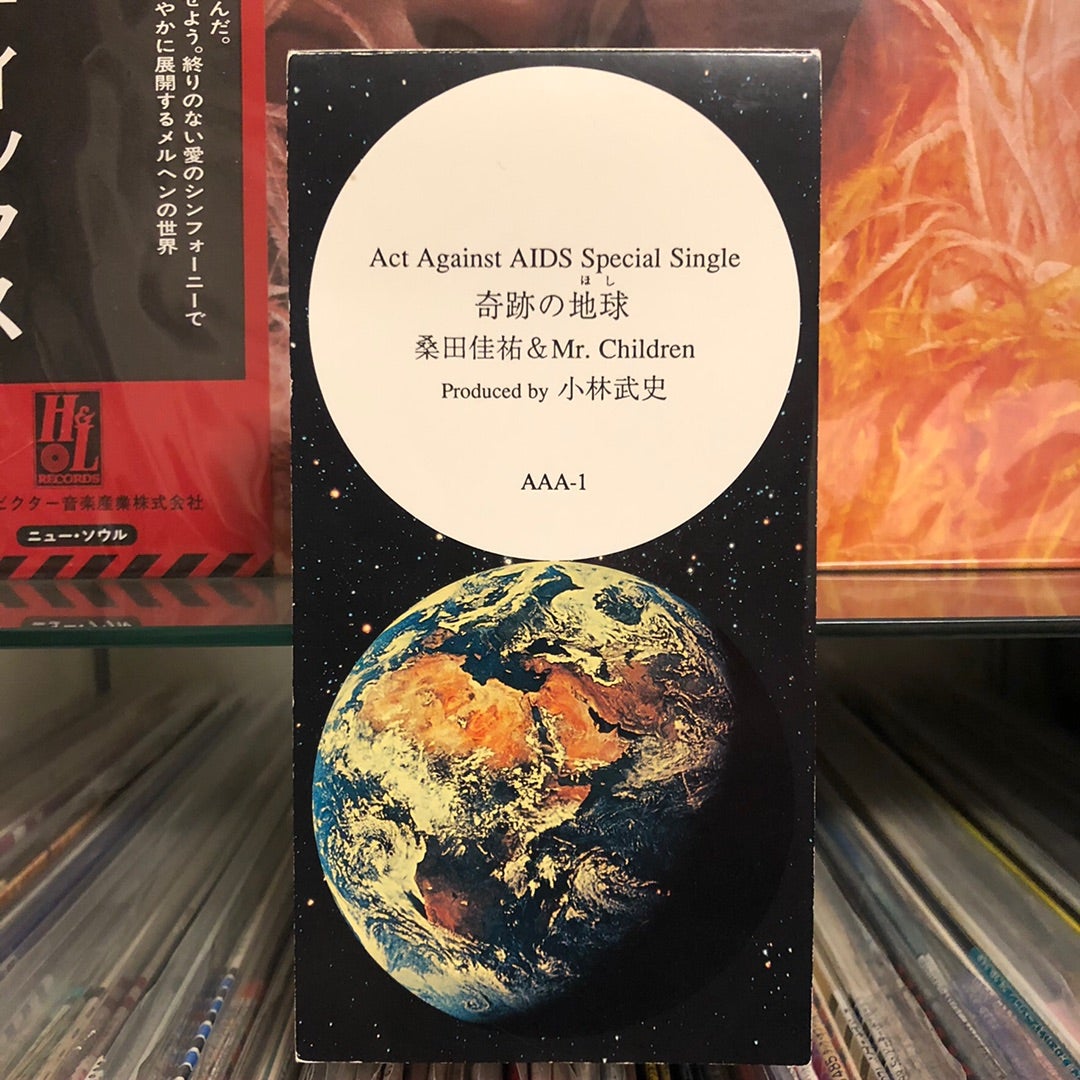 Act Against AIDS Special Single
ほし
奇跡の地球
桑田佳祐&Mr. Children
Produced by 小林武史
AAA-1
んだ。
せよう。終りのない愛のシンフォーニーで
やかに展開するメルヘンの世界
H&L
RECORDS
ビクター音楽産業株式会社
ニュー・ソウル